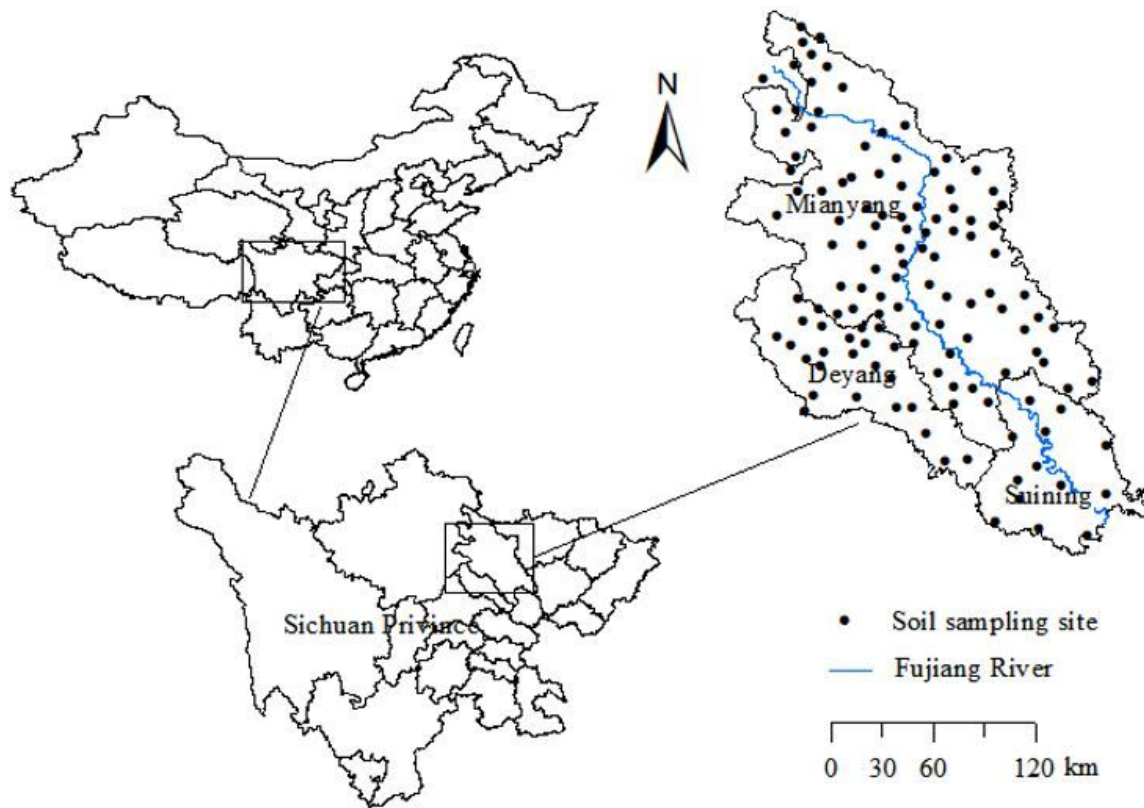 N
Mianyang
Deyang
Suining
Sichuan Privince
Soil sampling site
Fujiang River
0 30 60 120 km